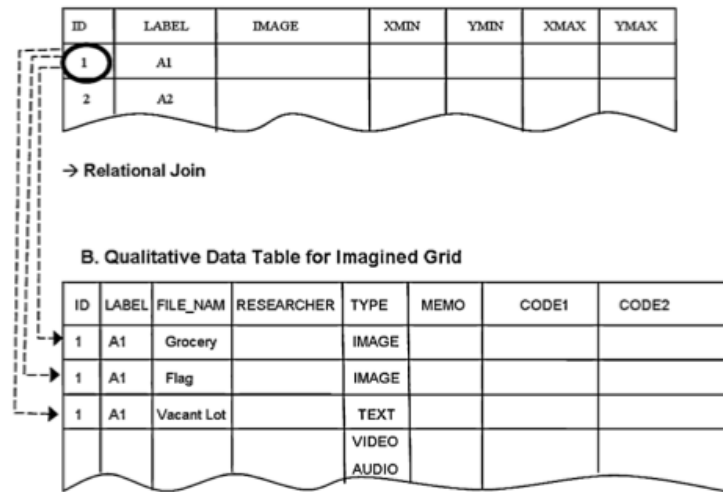 ID LABEL IMAGE XMIN YMIN XMAX YMAX
1 A1
2 A2
→ Relational Join
B. Qualitative Data Table for Imagined Grid
ID LABEL FILE_NAM RESEARCHER TYPE MEMO CODE1 CODE2
1 A1 Grocery IMAGE
1 A1 Flag IMAGE
1 A1 Vacant Lot TEXT
VIDEO
AUDIO